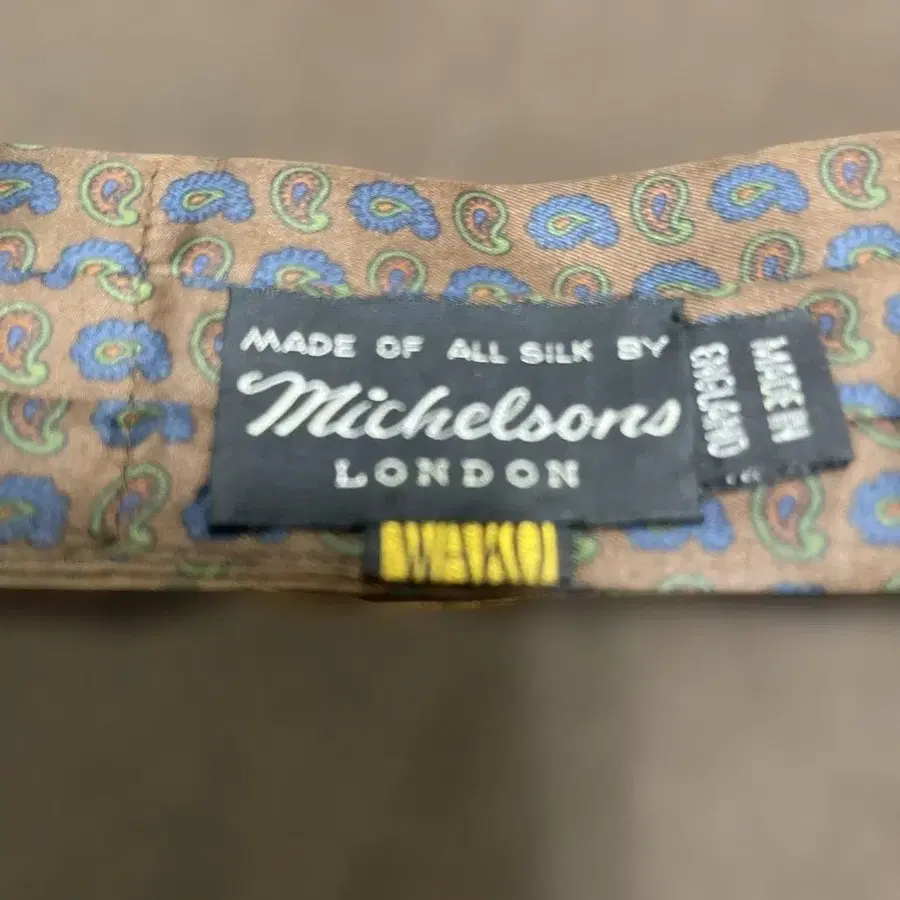 MADE OF ALL SILK BY
Michelsons
LONDON
MADE IN
ENGLAND